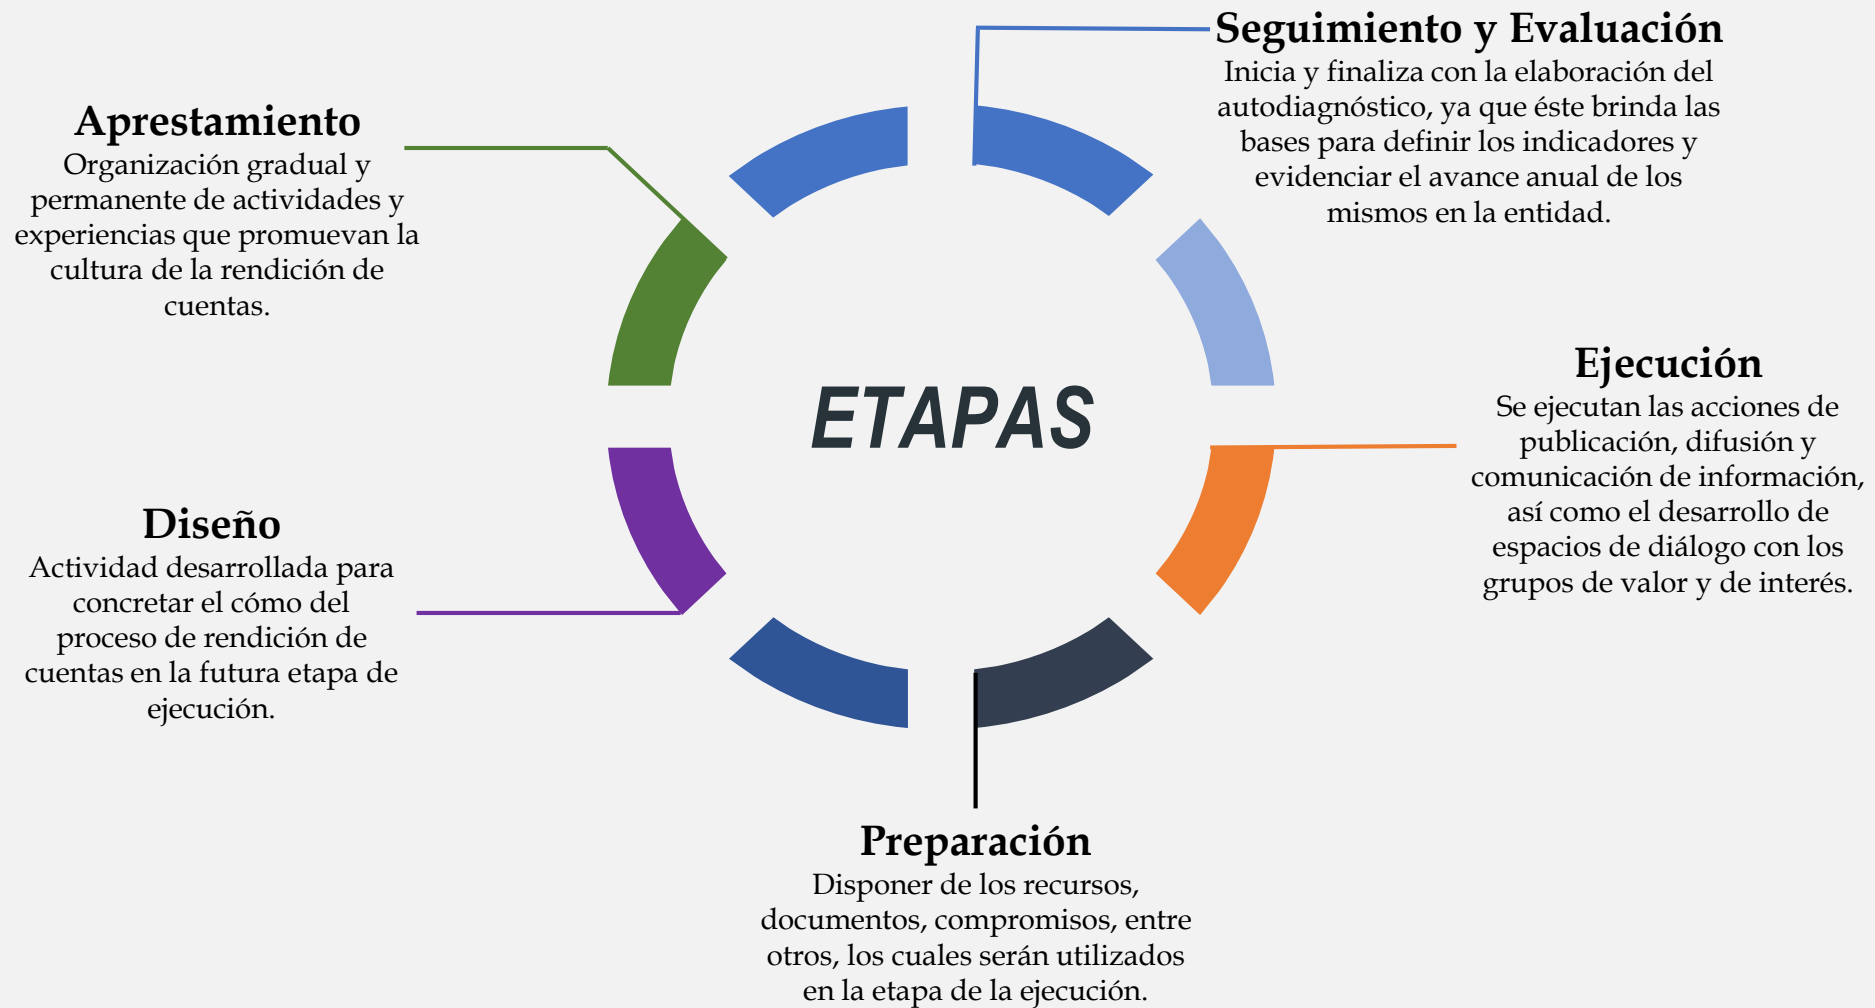 Seguimiento y Evaluación
Inicia y finaliza con la elaboración del
autodiagnóstico, ya que éste brinda las
bases para definir los indicadores y
evidenciar el avance anual de los
mismos en la entidad.
Aprestamiento
Organización gradual y
permanente de actividades y
experiencias que promuevan la
cultura de la rendición de
cuentas.
ETAPAS
Ejecución
Se ejecutan las acciones de
publicación, difusión y
comunicación de información,
así como el desarrollo de
espacios de diálogo con los
grupos de valor y de interés.
Diseño
Actividad desarrollada para
concretar el cómo del
proceso de rendición de
cuentas en la futura etapa de
ejecución.
Preparación
Disponer de los recursos,
documentos, compromisos, entre
otros, los cuales serán utilizados
en la etapa de la ejecución.